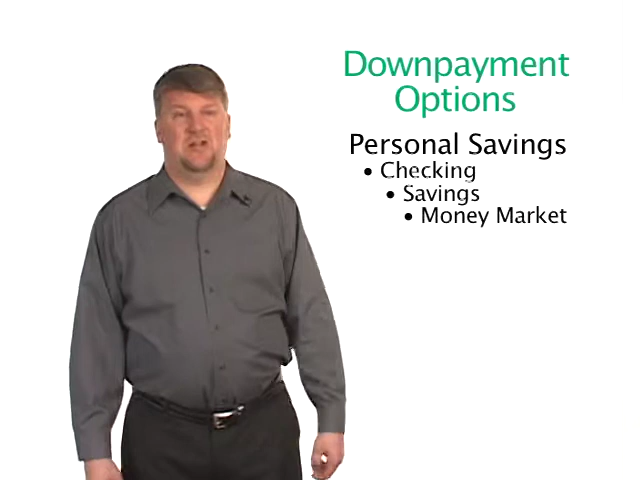 Downpayment
Options
Personal Savings
• Checking
• Savings
• Money Market